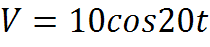 V = 10cos20t